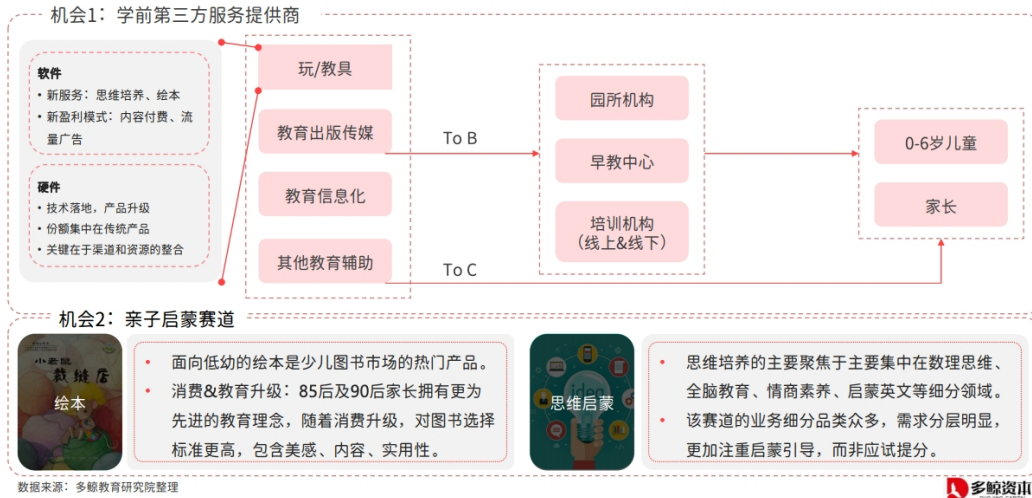 机会1：学前第三方服务提供商
软件
• 新服务：思维培养、绘本
• 新盈利模式：内容付费、流
量广告
硬件
• 技术落地，产品升级
• 份额集中在传统产品
• 关键在于渠道和资源的整合
玩/教具
教育出版传媒
教育信息化
其他教育辅助
To B
To C
园所机构
早教中心
培训机构
（线上&线下）
0-6岁儿童
家长
机会2：亲子启蒙赛道
小老鼠
裁缝店
绘本
• 面向低幼的绘本是少儿图书市场的热门产品。
• 消费&教育升级：85后及90后家长拥有更为
先进的教育理念，随着消费升级，对图书选择
标准更高，包含美感、内容、实用性。
idea
思维启蒙
• 思维培养的主要聚焦于主要集中在数理思维、
全脑教育、情商素养、启蒙英文等细分领域。
• 该赛道的业务细分品类众多，需求分层明显，
更加注重启蒙引导，而非应试提分。
数据来源：多鲸教育研究院整理
多鲸资本